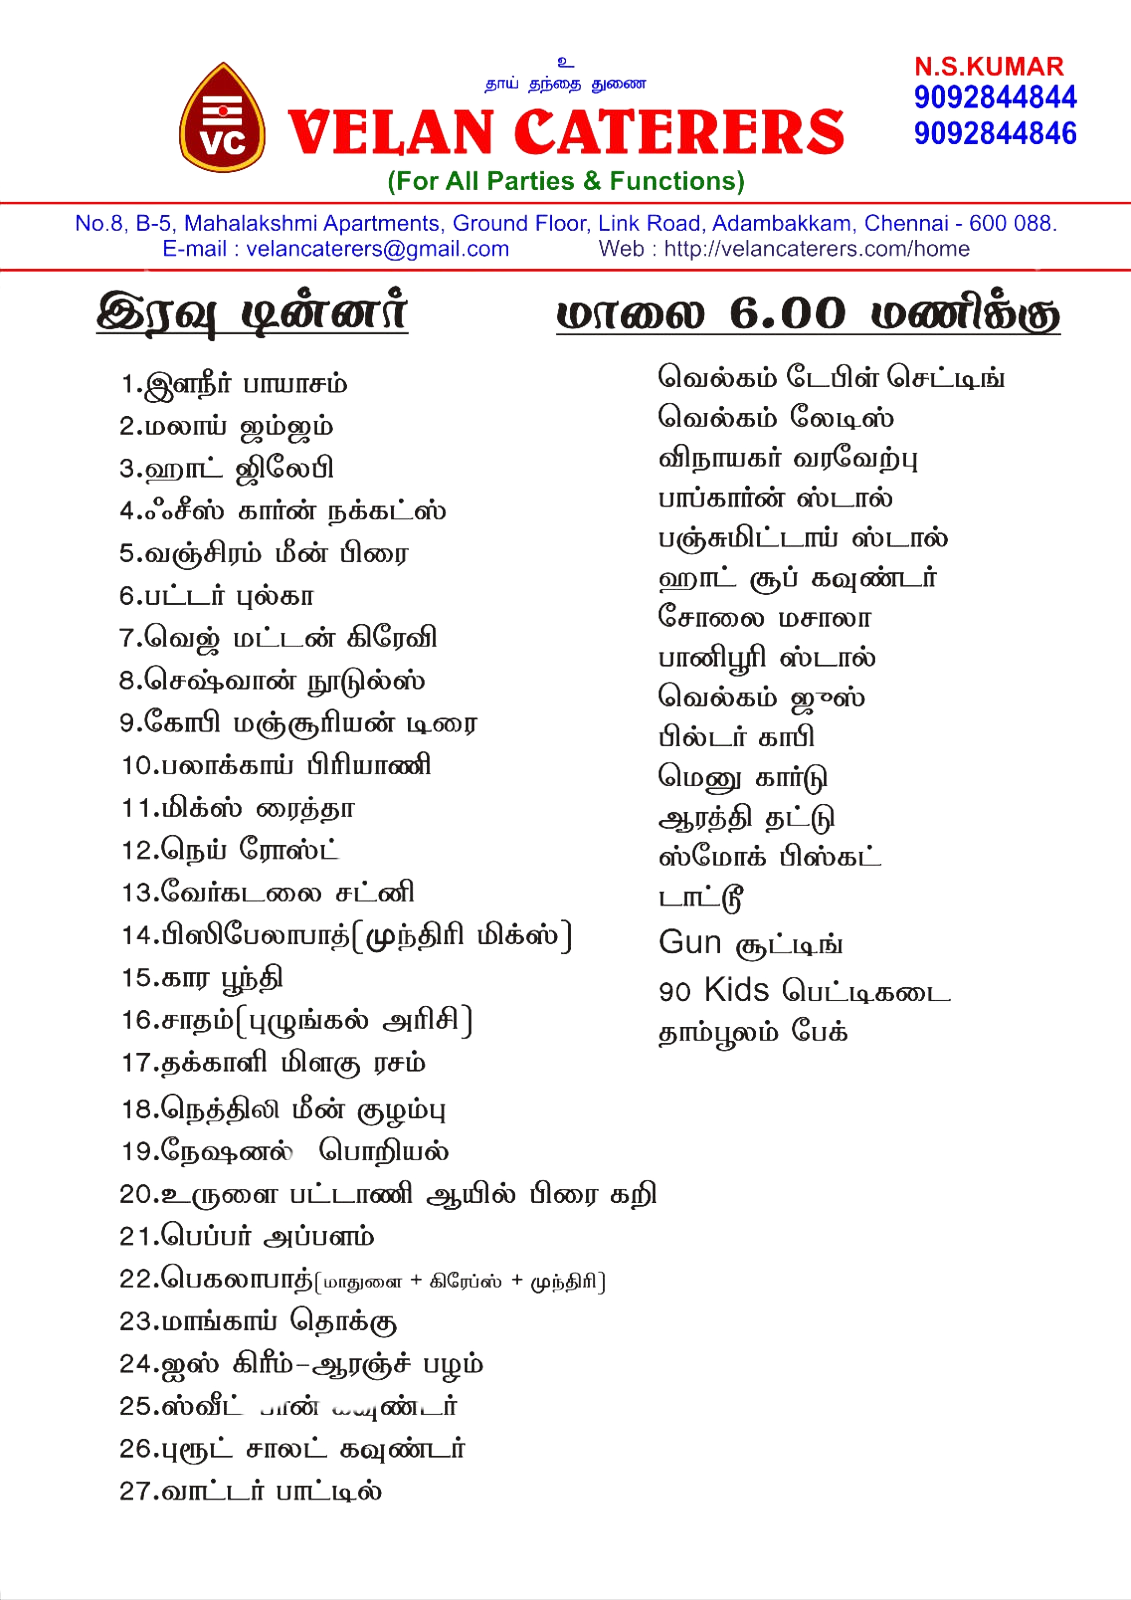 உ
தாய் தந்தை துணை
VC
VELAN CATERERS
(For All Parties & Functions)
N.S.KUMAR
9092844844
9092844846
No.8, B-5, Mahalakshmi Apartments, Ground Floor, Link Road, Adambakkam, Chennai - 600 088.
E-mail : velancaterers@gmail.com Web : http://velancaterers.com/home
இரவு டின்னர்
1.இளநீர் பாயாசம்
2.மலாய் ஜம்ஜம்
3.ஹாட் ஜிலேபி
4.ஃசீஸ் கார்ன் நக்கட்ஸ்
5.வஞ்சிரம் மீன் பிரை
6.பட்டர் புல்கா
7.வெஜ் மட்டன் கிரேவி
8.செஷ்வான் நூடுல்ஸ்
9.கோபி மஞ்சூரியன் டிரை
10.பலாக்காய் பிரியாணி
11.மிக்ஸ் ரைத்தா
12.நெய் ரோஸ்ட்
13.வேர்கடலை சட்னி
14.பிஸிபேலாபாத்(முந்திரி மிக்ஸ்)
15.கார பூந்தி
16.சாதம்(புழுங்கல் அரிசி)
17.தக்காளி மிளகு ரசம்
18.நெத்திலி மீன் குழம்பு
19.நேஷனல் பொறியல்
20.உருளை பட்டாணி ஆயில் பிரை கறி
21.பெப்பர் அப்பளம்
22.பெகலாபாத்(மாதுளை + கிரேப்ஸ் + முந்திரி)
23.மாங்காய் தொக்கு
24.ஐஸ் கிரீம்-ஆரஞ்ச் பழம்
25.ஸ்வீட் பான் கவுண்டர்
26.புரூட் சாலட் கவுண்டர்
27.வாட்டர் பாட்டில்
மாலை 6.00 மணிக்கு
வெல்கம் டேபிள் செட்டிங்
வெல்கம் லேடிஸ்
விநாயகர் வரவேற்பு
பாப்கார்ன் ஸ்டால்
பஞ்சுமிட்டாய் ஸ்டால்
ஹாட் சூப் கவுண்டர்
சோலை மசாலா
பானிபூரி ஸ்டால்
வெல்கம் ஜுஸ்
பில்டர் காபி
மெனு கார்டு
ஆரத்தி தட்டு
ஸ்மோக் பிஸ்கட்
டாட்டூ
Gun சூட்டிங்
90 Kids பெட்டிகடை
தாம்பூலம் பேக்